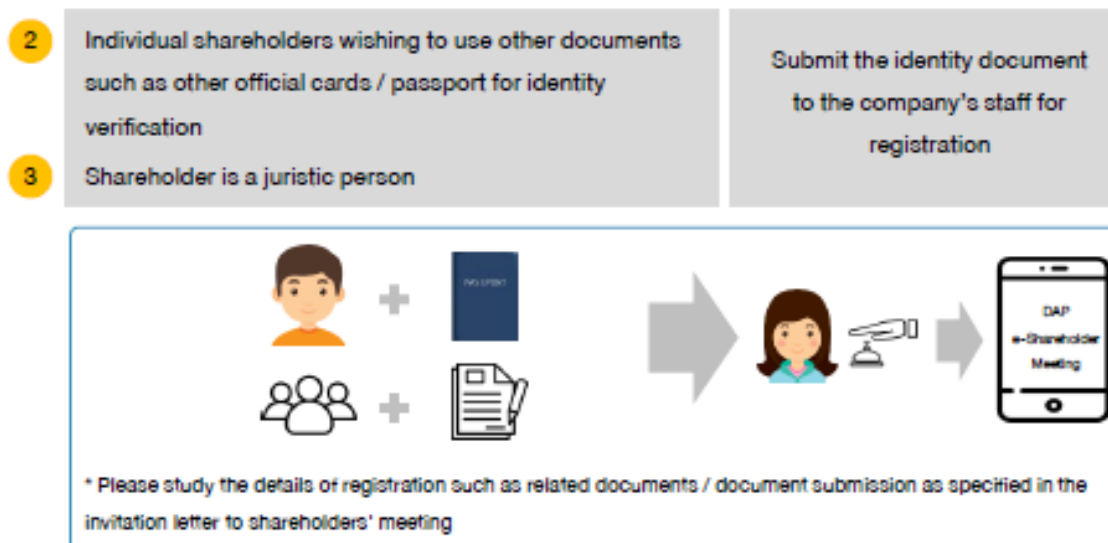 2
Individual shareholders wishing to use other documents
such as other official cards / passport for identity
verification
3
Shareholder is a juristic person
Submit the identity document
to the company's staff for
registration
PASSPORT
DAP
e-Shareholder
Meeting
* Please study the details of registration such as related documents / document submission as specified in the
invitation letter to shareholders' meeting